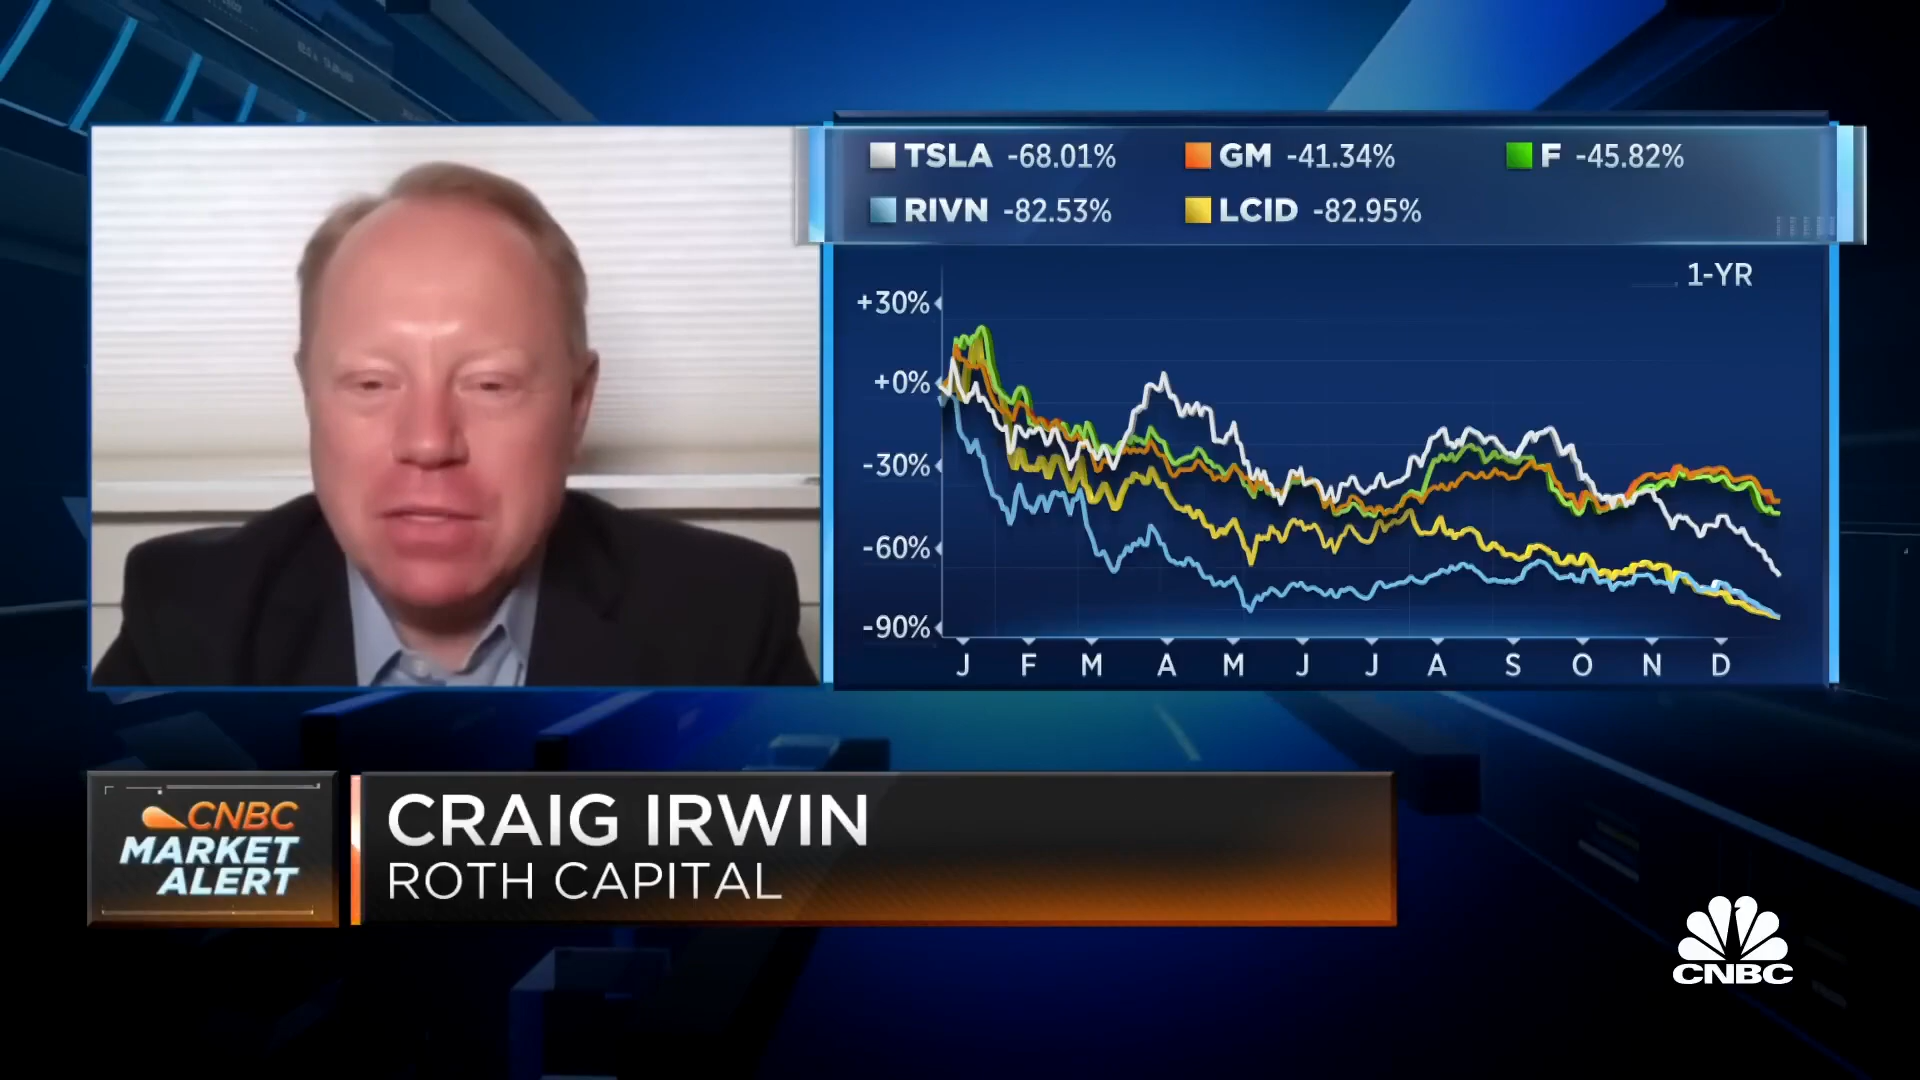 TSLA -68.01% GM -41.34% F -45.82%
RIVN -82.53% LCID -82.95%
1-YR
+30%
+0%
-30%
-60%
-90%
J F M A M J J A S O N D
CNBC
MARKET
ALERT
CRAIG IRWIN
ROTH CAPITAL
CNBC